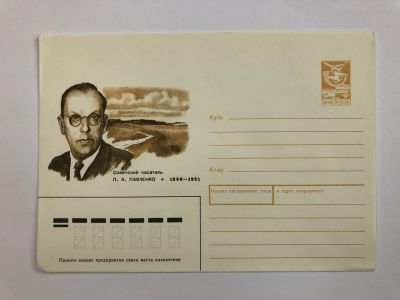 Советский писатель
П. А. ПАВЛЕНКО • 1899—1951
Куда
Кому
Индекс предприятия связи и адрес отправителя
Пишите индекс предприятия связи места назначения